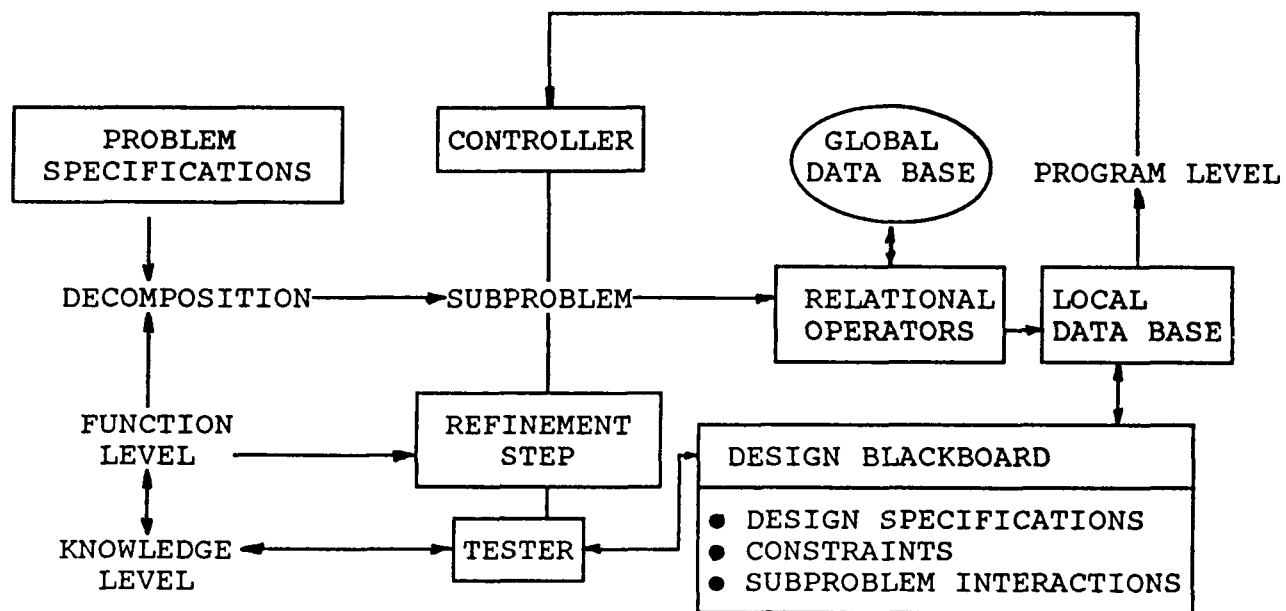 PROBLEM
SPECIFICATIONS
CONTROLLER
GLOBAL
DATA BASE
PROGRAM LEVEL
DECOMPOSITION
SUBPROBLEM
RELATIONAL
OPERATORS
LOCAL
DATA BASE
FUNCTION
LEVEL
REFINEMENT
STEP
DESIGN BLACKBOARD
● DESIGN SPECIFICATIONS
● CONSTRAINTS
● SUBPROBLEM INTERACTIONS
KNOWLEDGE
LEVEL
TESTER